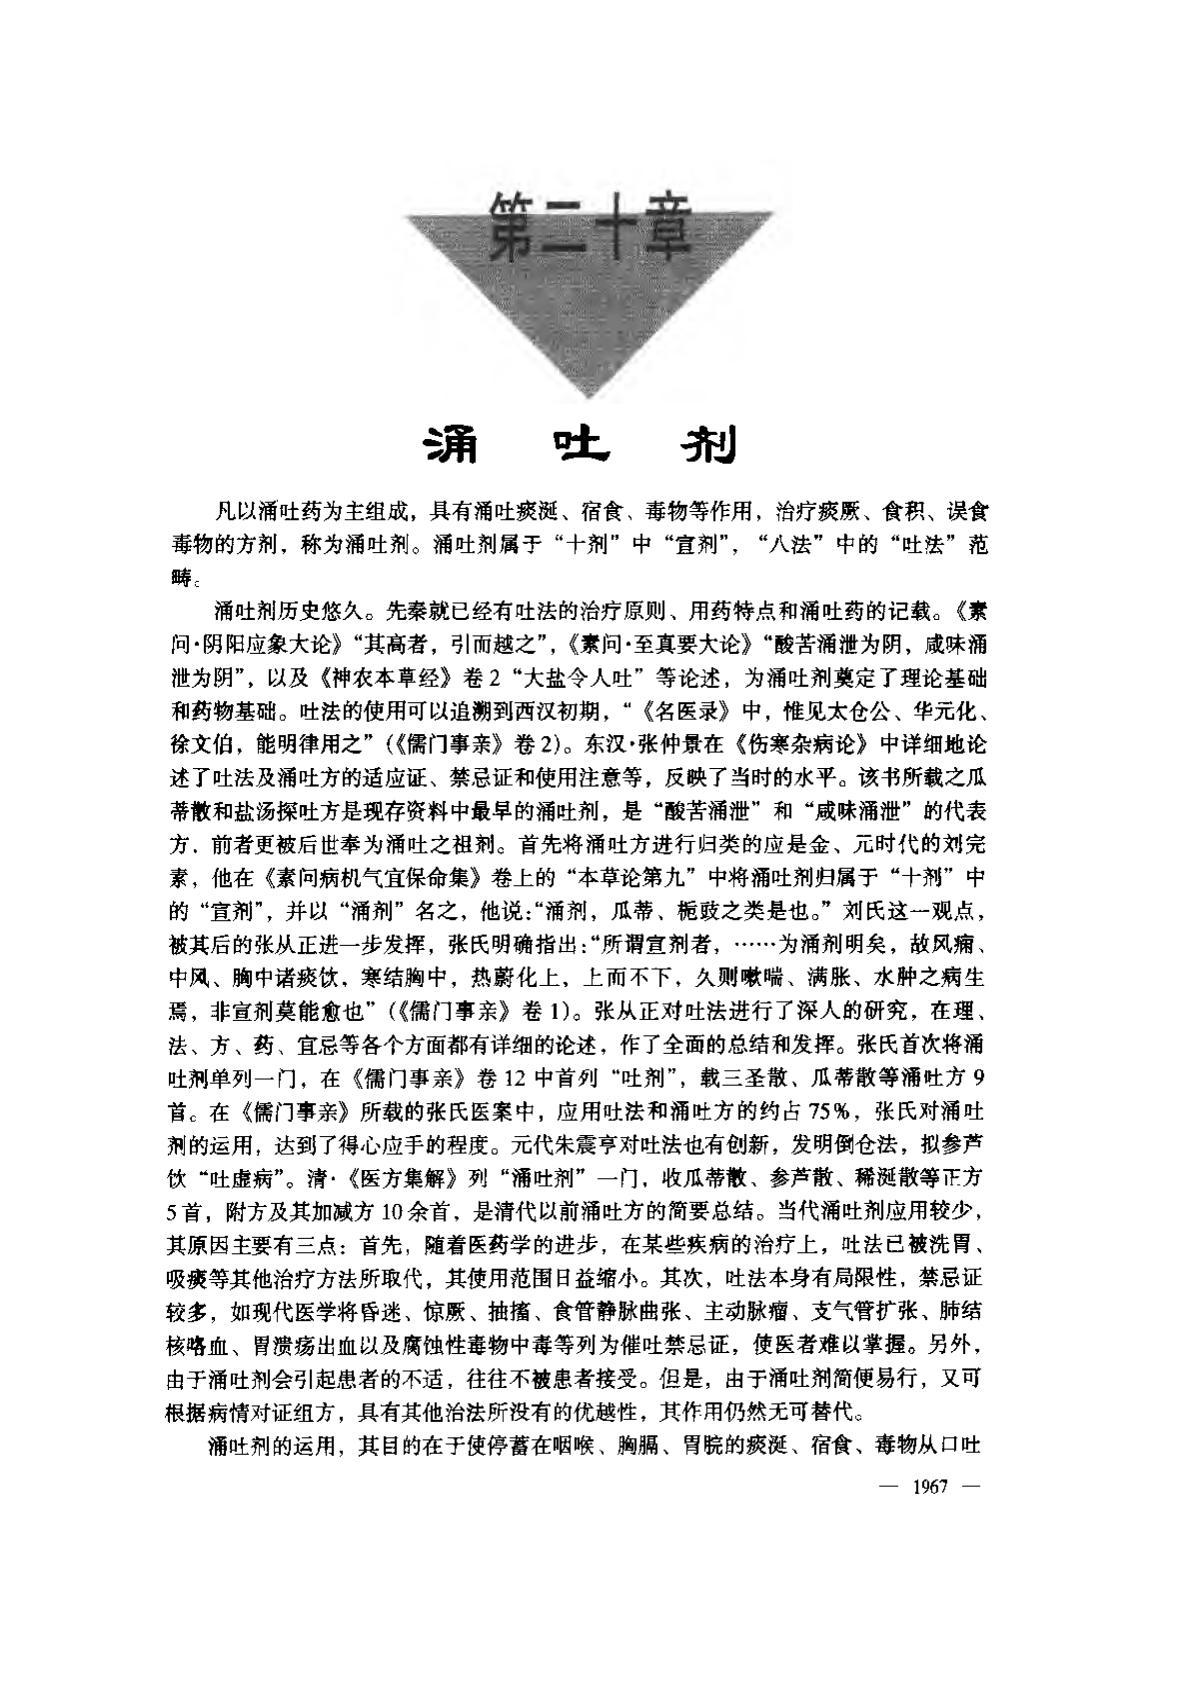 第二十章
涌吐剂
凡以涌吐药为主组成，具有涌吐痰涎、宿食、毒物等作用，治疗痰厥、食积、误食
毒物的方剂，称为涌吐剂。涌吐剂属于“十剂”中“宣剂”，“八法”中的“吐法”范
畴。
涌吐剂历史悠久。先秦就已经有吐法的治疗原则、用药特点和涌吐药的记载。《素
问·阴阳应象大论》“其高者，引而越之”，《素问·至真要大论》“酸苦涌泄为阴，咸味涌
泄为阴”，以及《神农本草经》卷2“大盐令人吐”等论述，为涌吐剂奠定了理论基础
和药物基础。吐法的使用可以追溯到西汉初期，“《名医录》中，惟见太仓公、华元化、
徐文伯，能明律用之”（《儒门事亲》卷2）。东汉·张仲景在《伤寒杂病论》中详细地论
述了吐法及涌吐方的适应证、禁忌证和使用注意等，反映了当时的水平。该书所载之瓜
蒂散和盐汤探吐方是现存资料中最早的涌吐剂，是“酸苦涌泄”和“咸味涌泄”的代表
方．前者更被后世奉为涌吐之祖剂。首先将涌吐方进行归类的应是金、元时代的刘完
素，他在《素问病机气宜保命集》卷上的“本草论第九”中将涌吐剂归属于“十剂”中
的“宣剂”，并以“涌剂”名之，他说：“涌剂，瓜蒂、栀豉之类是也。”刘氏这一观点，
被其后的张从正进一步发挥，张氏明确指出：“所谓宣剂者，……为涌剂明矣，故风痫、
中风、胸中诸痰饮，寒结胸中，热蔚化上，上而不下，久则嗽喘、满胀、水肿之病生
焉，非宣剂莫能愈也”（《儒门事亲》卷1）。张从正对吐法进行了深人的研究，在理、
法、方、药、宜忌等各个方面都有详细的论述，作了全面的总结和发挥。张氏首次将涌
吐剂单列一门，在《儒门事亲》卷12中首列“吐剂”，载三圣散、瓜蒂散等涌吐方9
首。在《儒门事亲》所载的张氏医案中，应用吐法和涌吐方的约占75%，张氏对涌吐
剂的运用，达到了得心应手的程度。元代朱震亨对吐法也有创新，发明倒仓法，拟参芦
饮“吐虚病”。清·《医方集解》列“涌吐剂”一门，收瓜蒂散、参芦散、稀涎散等正方
5首，附方及其加减方10余首，是清代以前涌吐方的简要总结。当代涌吐剂应用较少，
其原因主要有三点：首先，随着医药学的进步，在某些疾病的治疗上，吐法已被洗胃、
吸痰等其他治疗方法所取代，其使用范围日益缩小。其次，吐法本身有局限性，禁忌证
较多，如现代医学将昏迷、惊厥、抽搐、食管静脉曲张、主动脉瘤、支气管扩张、肺结
核咯血、胃溃疡出血以及腐蚀性毒物中毒等列为催吐禁忌证，使医者难以掌握。另外，
由于涌吐剂会引起患者的不适，往往不被患者接受。但是，由于涌吐剂简便易行，又可
根据病情对证组方，具有其他治法所没有的优越性，其作用仍然无可替代。
涌吐剂的运用，其目的在于使停蓄在咽喉、胸膈、胃脘的痰涎、宿食、毒物从口吐
— 1967 —